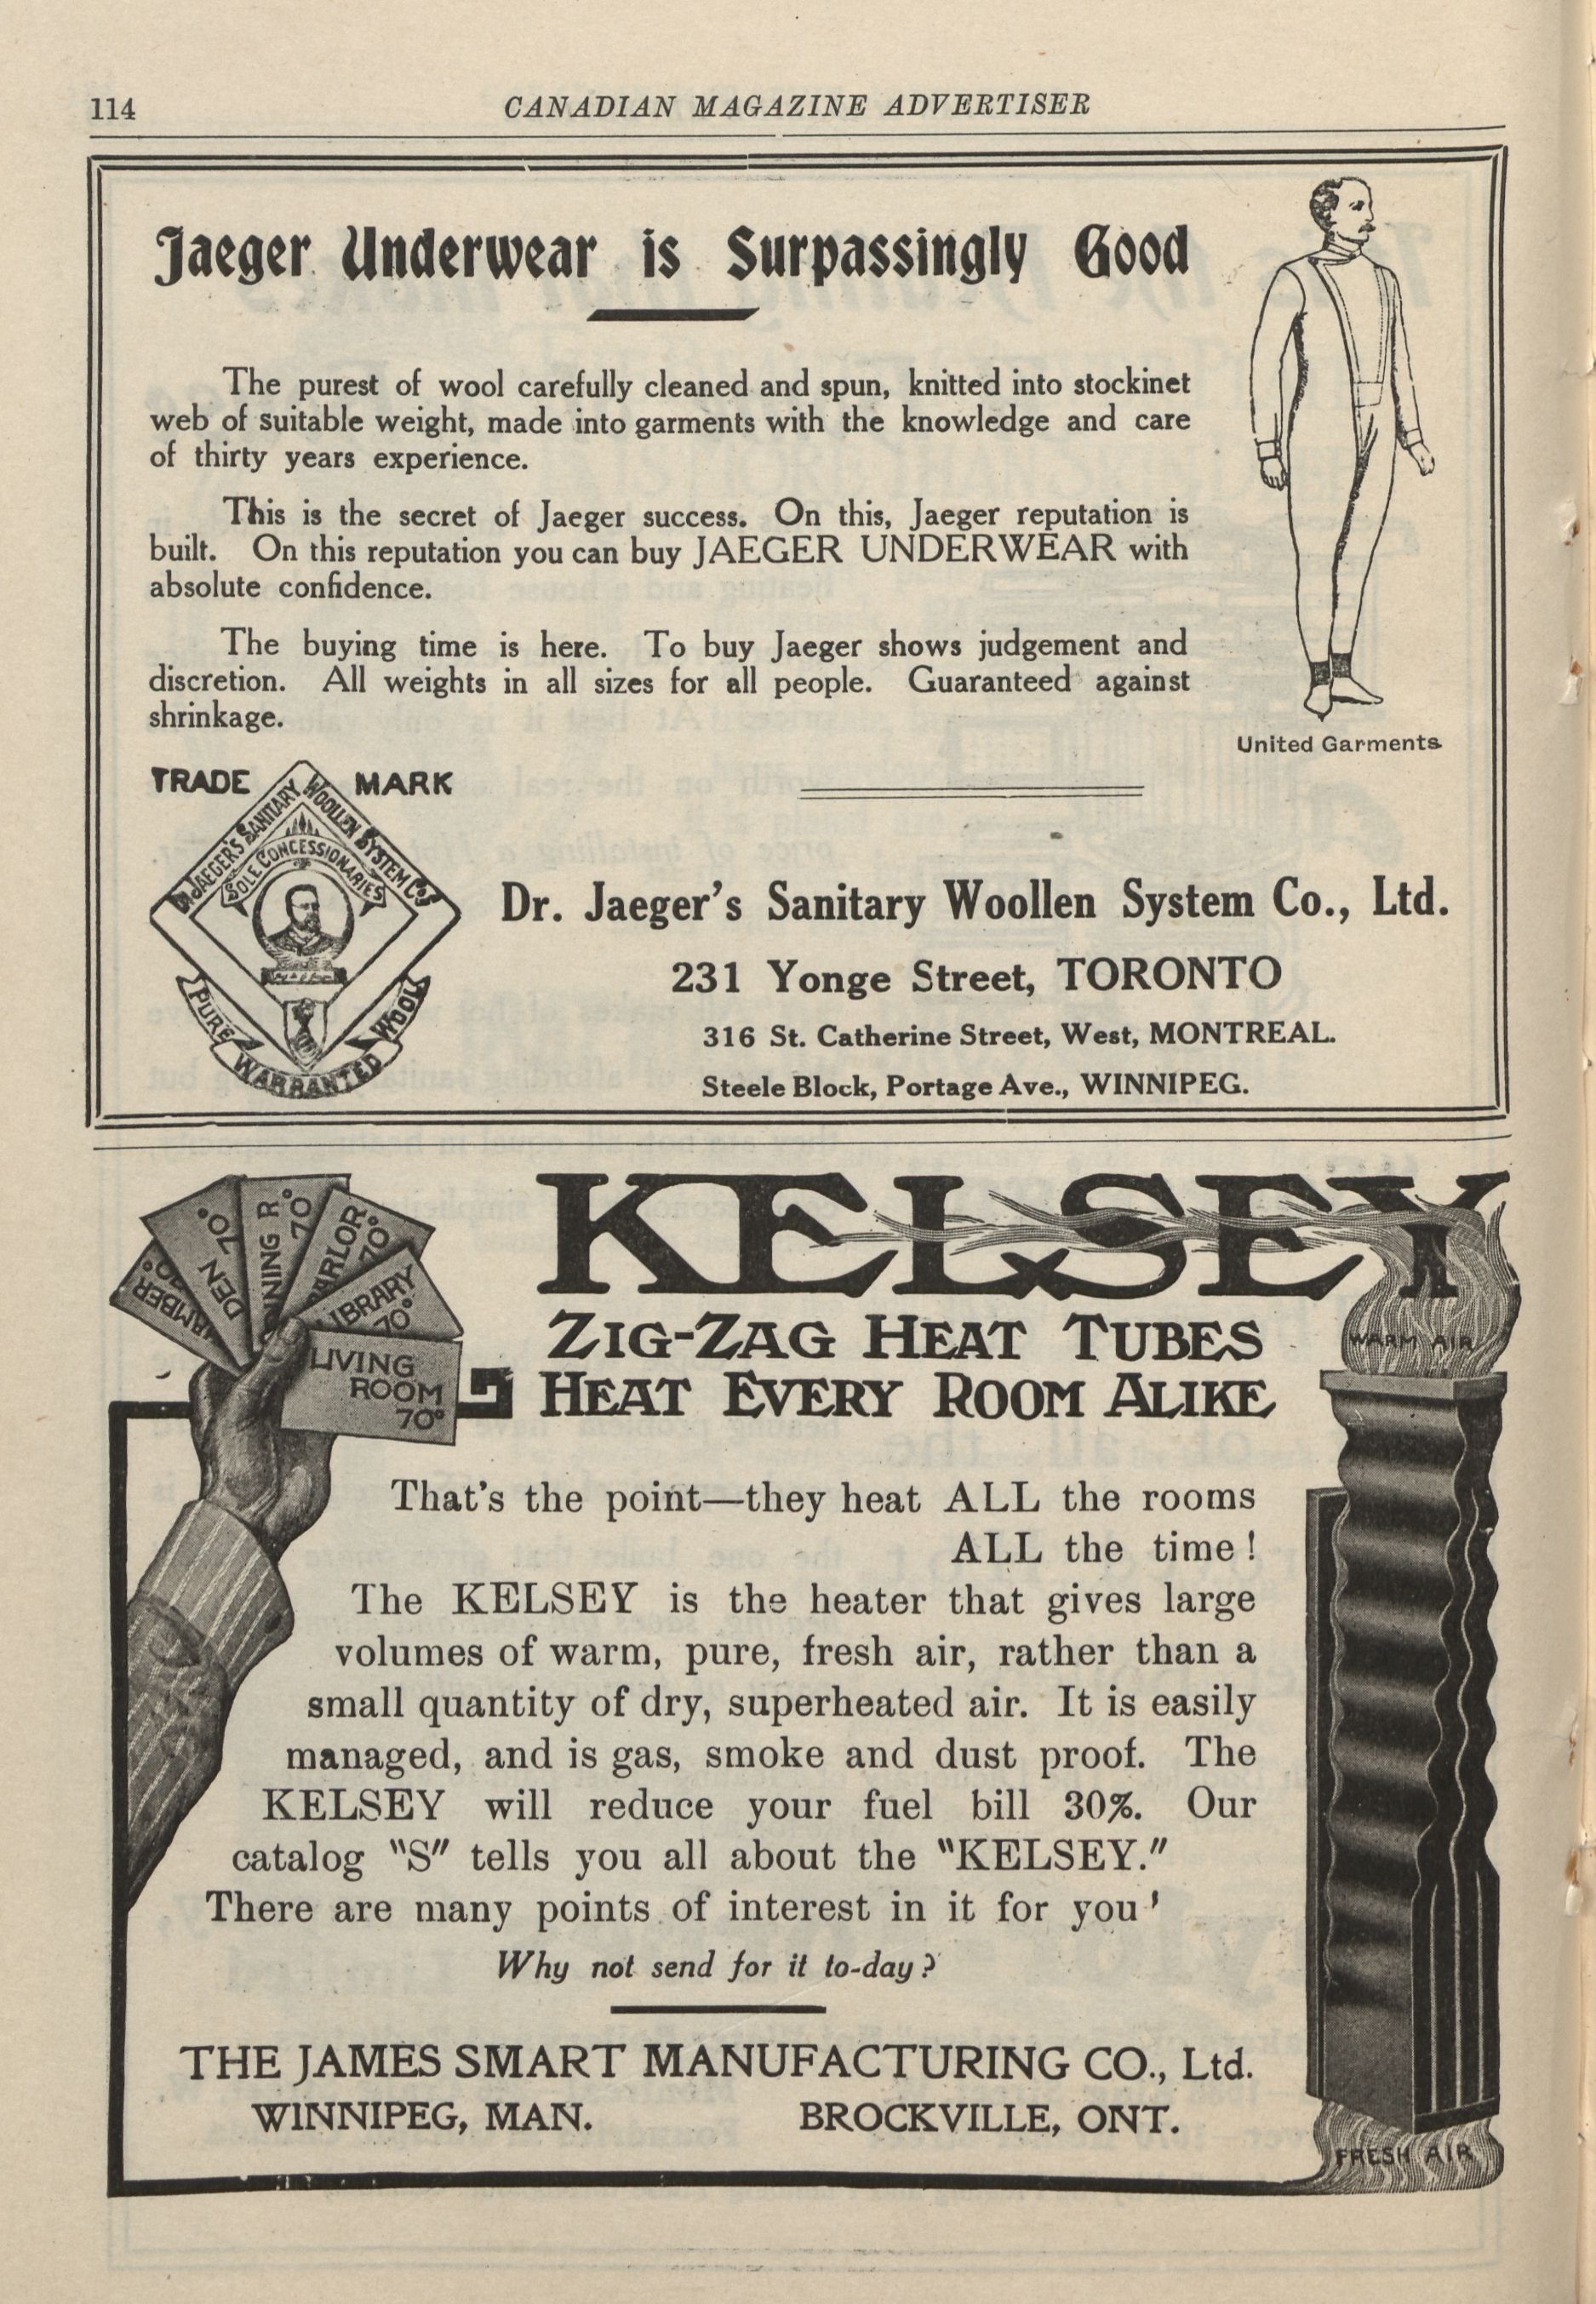 114
CANADIAN MAGAZINE ADVERTISER
Jaeger Underwear is Surpassingly Good
The purest of wool carefully cleaned and spun, knitted into stockinet
web of suitable weight, made into garments with the knowledge and care
of thirty years experience.
This is the secret of Jaeger success. On this, Jaeger reputation is
built. On this reputation you can buy JAEGER UNDERWEAR with
absolute confidence.
The buying time is here. To buy Jaeger shows judgement and
discretion. All weights in all sizes for all people. Guaranteed against
shrinkage.
United Garments
TRADE MARK
DR JAEGER'S SANITARY WOOLLEN SYSTEM CO'S
SOLE CONCESSIONARIES
PURE WARRANTED WOOL
Dr. Jaeger's Sanitary Woollen System Co., Ltd.
231 Yonge Street, TORONTO
316 St. Catherine Street, West, MONTREAL.
Steele Block, Portage Ave., WINNIPEG.
AMBER 70°
DEN 70°
INING R 70°
ARLOR 70°
IBRARY 70°
LIVING
ROOM
70°
KELSEY
WARM AIR
ZIG-ZAG HEAT TUBES
HEAT EVERY ROOM ALIKE
That's the point—they heat ALL the rooms
ALL the time!
The KELSEY is the heater that gives large
volumes of warm, pure, fresh air, rather than a
small quantity of dry, superheated air. It is easily
managed, and is gas, smoke and dust proof. The
KELSEY will reduce your fuel bill 30%. Our
catalog "S" tells you all about the "KELSEY."
There are many points of interest in it for you'
Why not send for it to-day?
THE JAMES SMART MANUFACTURING CO., Ltd.
WINNIPEG, MAN. BROCKVILLE, ONT.
FRESH AIR